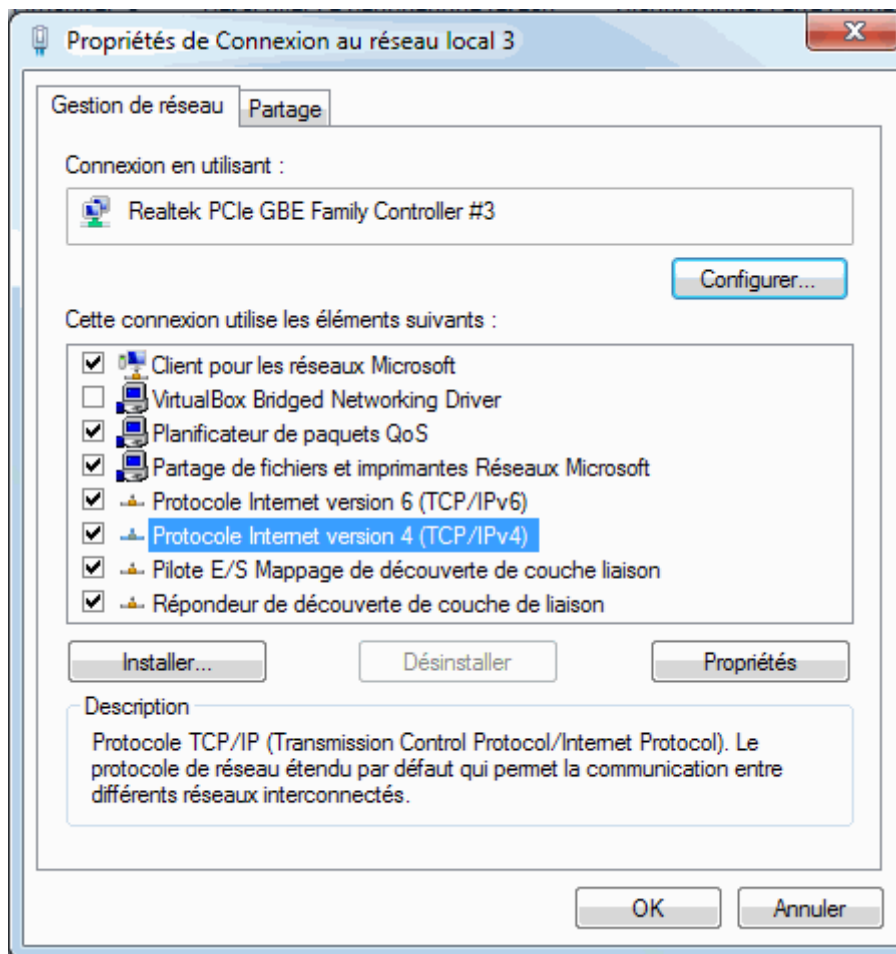 Propriétés de Connexion au réseau local 3
Gestion de réseau
Partage
Connexion en utilisant :
Realtek PCIe GBE Family Controller #3
Configurer...
Cette connexion utilise les éléments suivants :
Client pour les réseaux Microsoft
VirtualBox Bridged Networking Driver
Planificateur de paquets QoS
Partage de fichiers et imprimantes Réseaux Microsoft
Protocole Internet version 6 (TCP/IPv6)
Protocole Internet version 4 (TCP/IPv4)
Pilote E/S Mappage de découverte de couche liaison
Répondeur de découverte de couche de liaison
Installer...
Désinstaller
Propriétés
Description
Protocole TCP/IP (Transmission Control Protocol/Internet Protocol). Le
protocole de réseau étendu par défaut qui permet la communication entre
différents réseaux interconnectés.
OK
Annuler